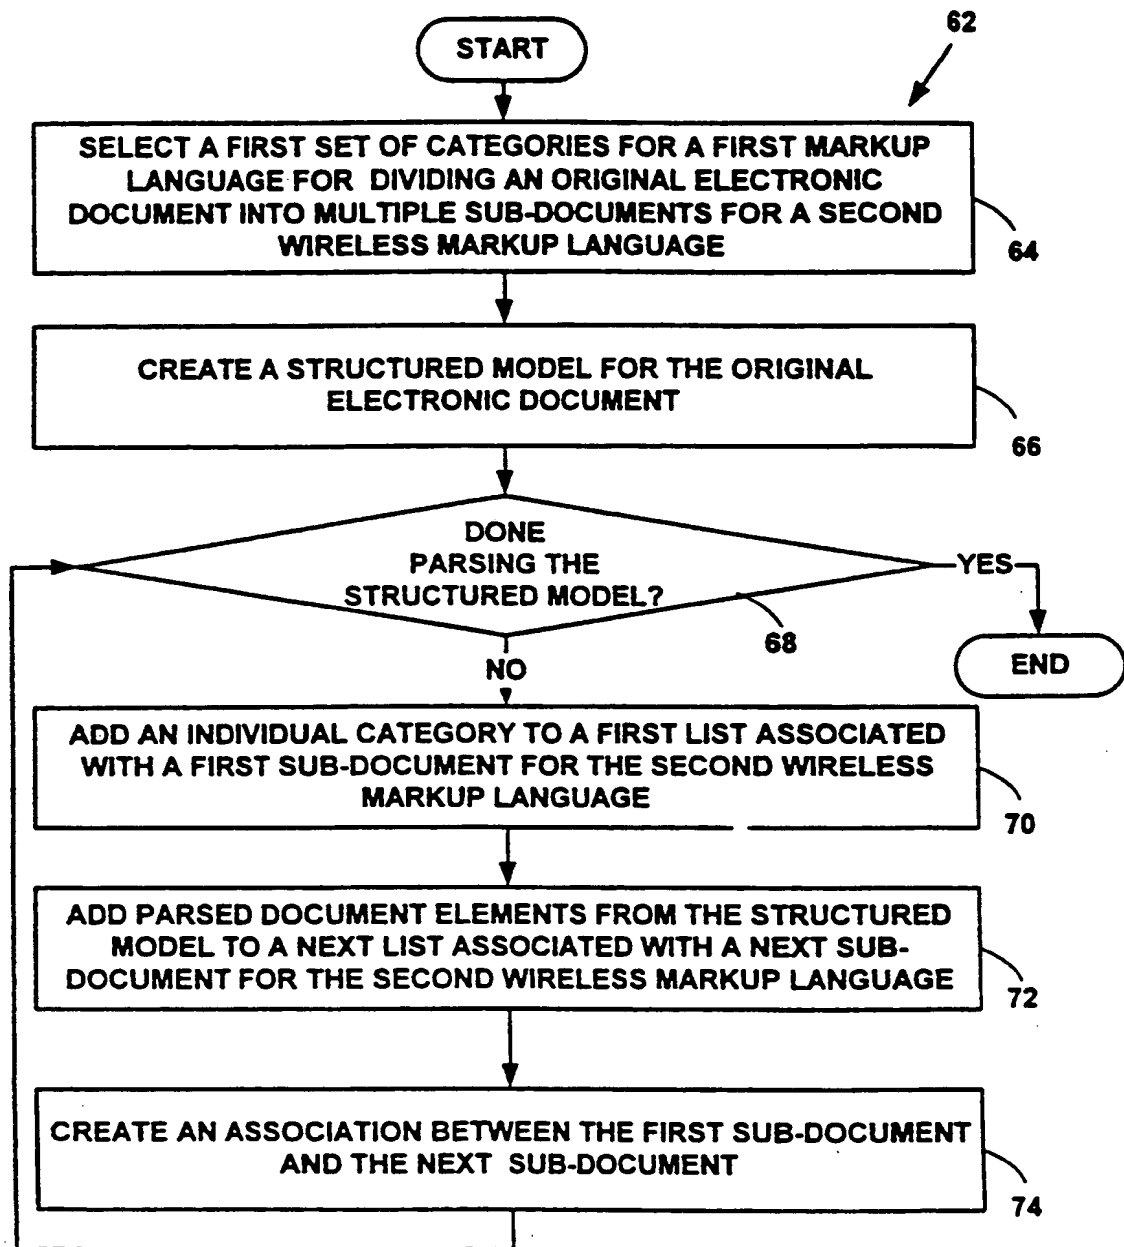 62
START
SELECT A FIRST SET OF CATEGORIES FOR A FIRST MARKUP
LANGUAGE FOR DIVIDING AN ORIGINAL ELECTRONIC
DOCUMENT INTO MULTIPLE SUB-DOCUMENTS FOR A SECOND
WIRELESS MARKUP LANGUAGE
64
CREATE A STRUCTURED MODEL FOR THE ORIGINAL
ELECTRONIC DOCUMENT
66
DONE
PARSING THE
STRUCTURED MODEL?
68
YES
END
NO
ADD AN INDIVIDUAL CATEGORY TO A FIRST LIST ASSOCIATED
WITH A FIRST SUB-DOCUMENT FOR THE SECOND WIRELESS
MARKUP LANGUAGE
70
ADD PARSED DOCUMENT ELEMENTS FROM THE STRUCTURED
MODEL TO A NEXT LIST ASSOCIATED WITH A NEXT SUB-
DOCUMENT FOR THE SECOND WIRELESS MARKUP LANGUAGE
72
CREATE AN ASSOCIATION BETWEEN THE FIRST SUB-DOCUMENT
AND THE NEXT SUB-DOCUMENT
74